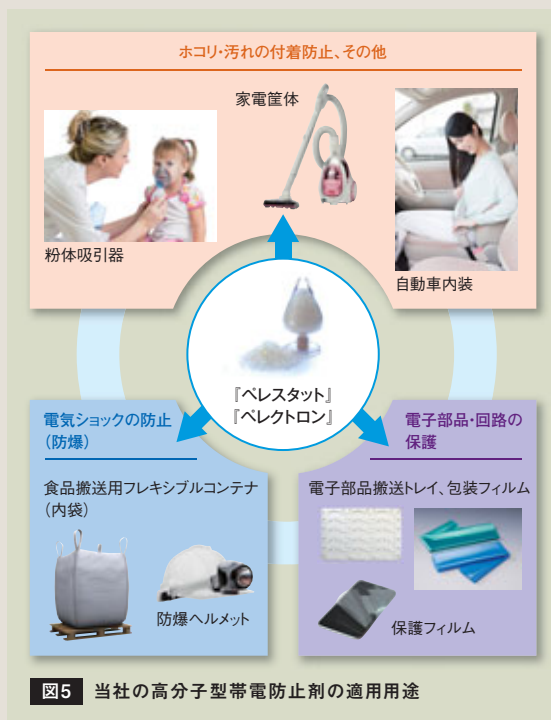 ホコリ・汚れの付着防止、その他
家電筐体
粉体吸引器
自動車内装
『ペレスタット』
『ペレクトロン』
電気ショックの防止
(防爆)
食品搬送用フレキシブルコンテナ
(内袋)
防爆ヘルメット
電子部品・回路の
保護
電子部品搬送トレイ、包装フィルム
保護フィルム
図5 当社の高分子型帯電防止剤の適用用途